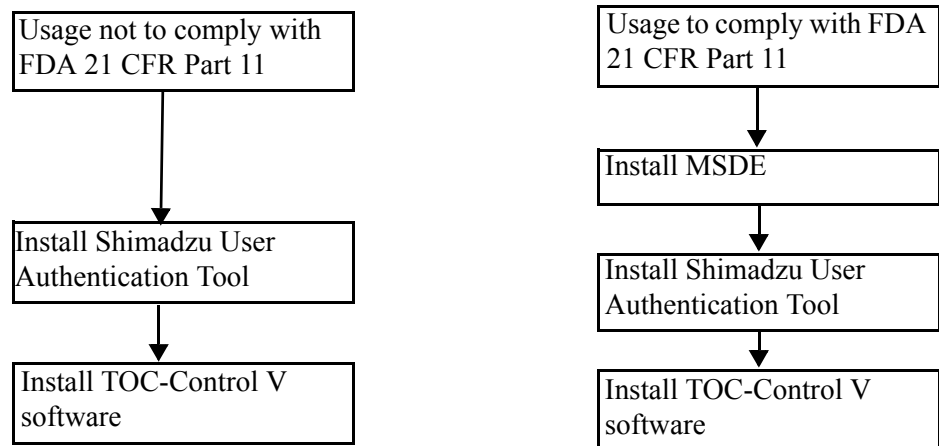 Usage not to comply with
FDA 21 CFR Part 11
Install Shimadzu User
Authentication Tool
Install TOC-Control V
software
Usage to comply with FDA
21 CFR Part 11
Install MSDE
Install Shimadzu User
Authentication Tool
Install TOC-Control V
software